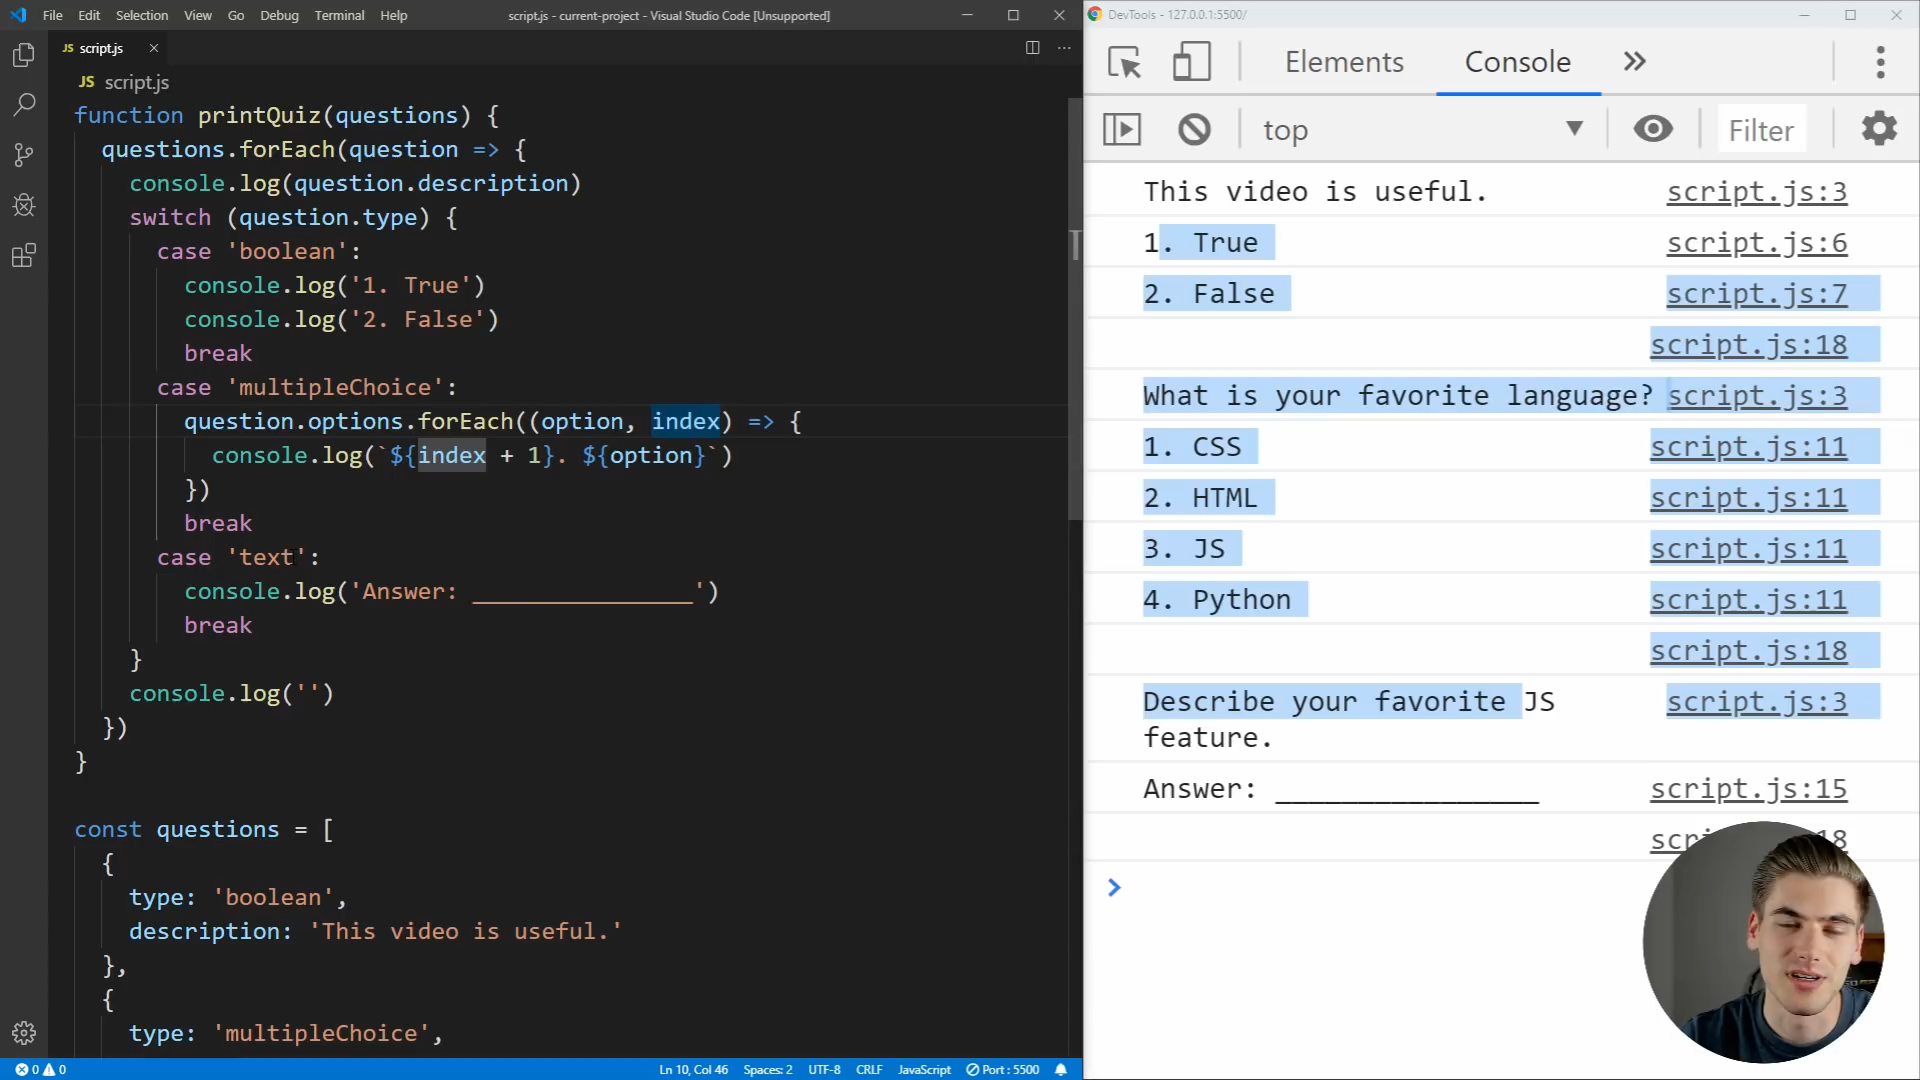 File Edit Selection View Go Debug Terminal Help
script.js - current-project - Visual Studio Code [Unsupported]
JS script.js
JS script.js
function printQuiz(questions) {
questions.forEach(question => {
console.log(question.description)
switch (question.type) {
case 'boolean':
console.log('1. True')
console.log('2. False')
break
case 'multipleChoice':
question.options.forEach((option, index) => {
console.log(`${index + 1}. ${option}`)
})
break
case 'text':
console.log('Answer: ________________')
break
}
console.log('')
})
}
const questions = [
{
type: 'boolean',
description: 'This video is useful.'
},
{
type: 'multipleChoice',
0 0
Ln 10, Col 46 Spaces: 2 UTF-8 CRLF JavaScript Port : 5500
DevTools - 127.0.0.1:5500/
Elements Console
top Filter
This video is useful. script.js:3
1. True script.js:6
2. False script.js:7
script.js:18
What is your favorite language? script.js:3
1. CSS script.js:11
2. HTML script.js:11
3. JS script.js:11
4. Python script.js:11
script.js:18
Describe your favorite JS script.js:3
feature.
Answer: ________________ script.js:15